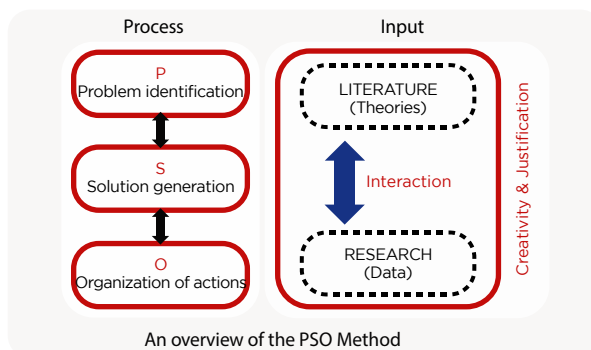 Process
P
Problem identification
S
Solution generation
O
Organization of actions
Input
LITERATURE
(Theories)
Interaction
RESEARCH
(Data)
Creativity & Justification
An overview of the PSO Method